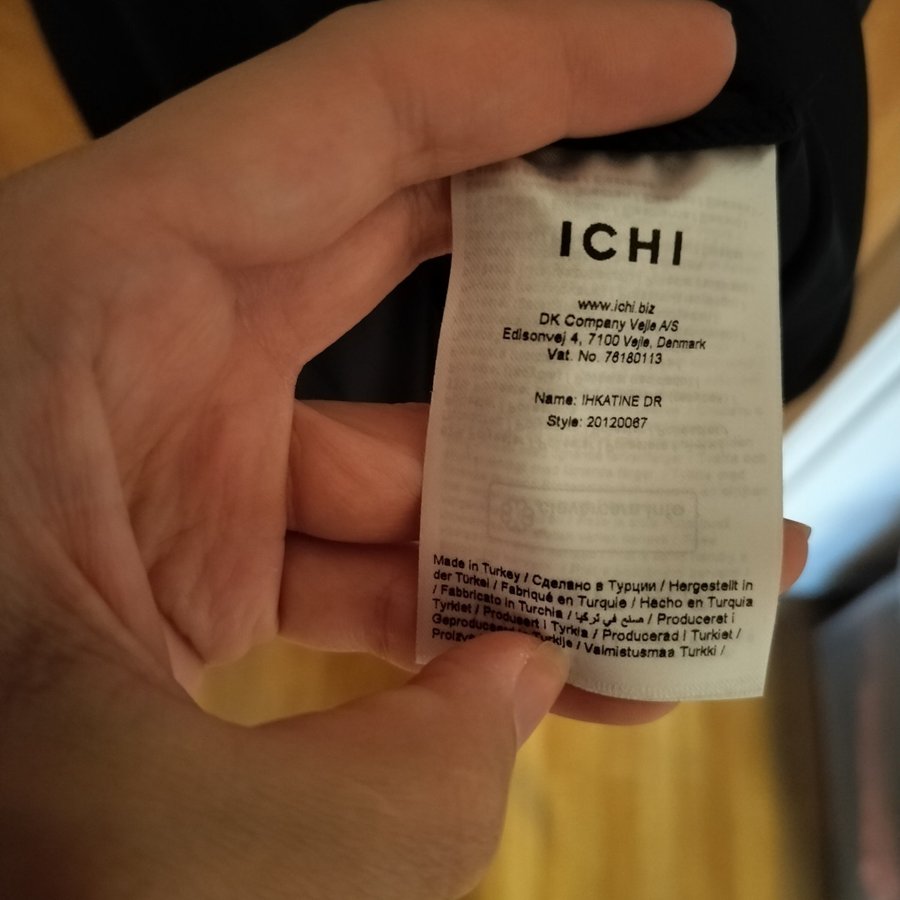 ICHI
www.ichi.biz
DK Company Vejle A/S
Edisonvej 4, 7100 Vejle, Denmark
Vat. No. 76180113
Name: IHKATINE DR
Style: 20120067
Made in Turkey / Сделано в Турции / Hergestellt in
der Türkei / Fabriqué en Turquie / Hecho en Turquia
/ Fabbricato in Turchia / صنع في تركيا / Produceret i
Tyrkiet / Produsert i Tyrkia / Producerad i Turkiet /
/ Valmistusmaa Turkki /